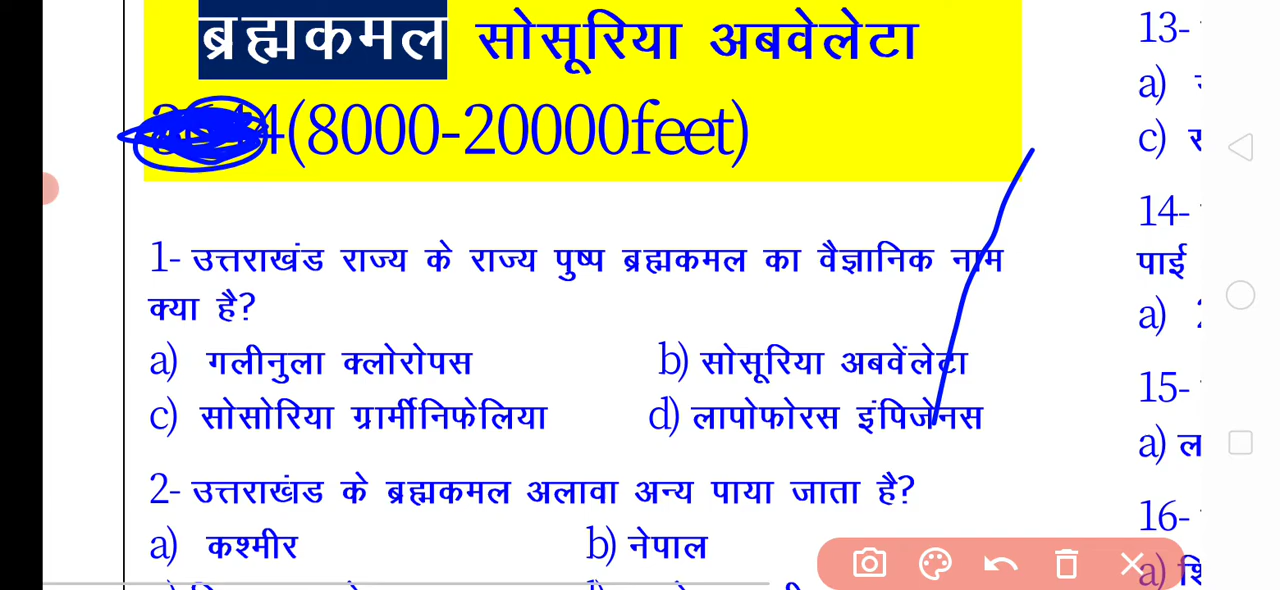 ब्रह्मकमल सोसूरिया अबवेलेटा
4(8000-20000feet)
1- उत्तराखंड राज्य के राज्य पुष्प ब्रह्मकमल का वैज्ञानिक नाम
क्या है?
a) गलीनुला क्लोरोपस b) सोसूरिया अबवेंलेटा
c) सोसोरिया ग्रार्मीनिफेलिया d) लापोफोरस इंपिजेनस
2- उत्तराखंड के ब्रह्मकमल अलावा अन्य पाया जाता है?
a) कश्मीर b) नेपाल
13-
a)
c)
14-
पाई
a)
15-
a) ल
16-
a) शि